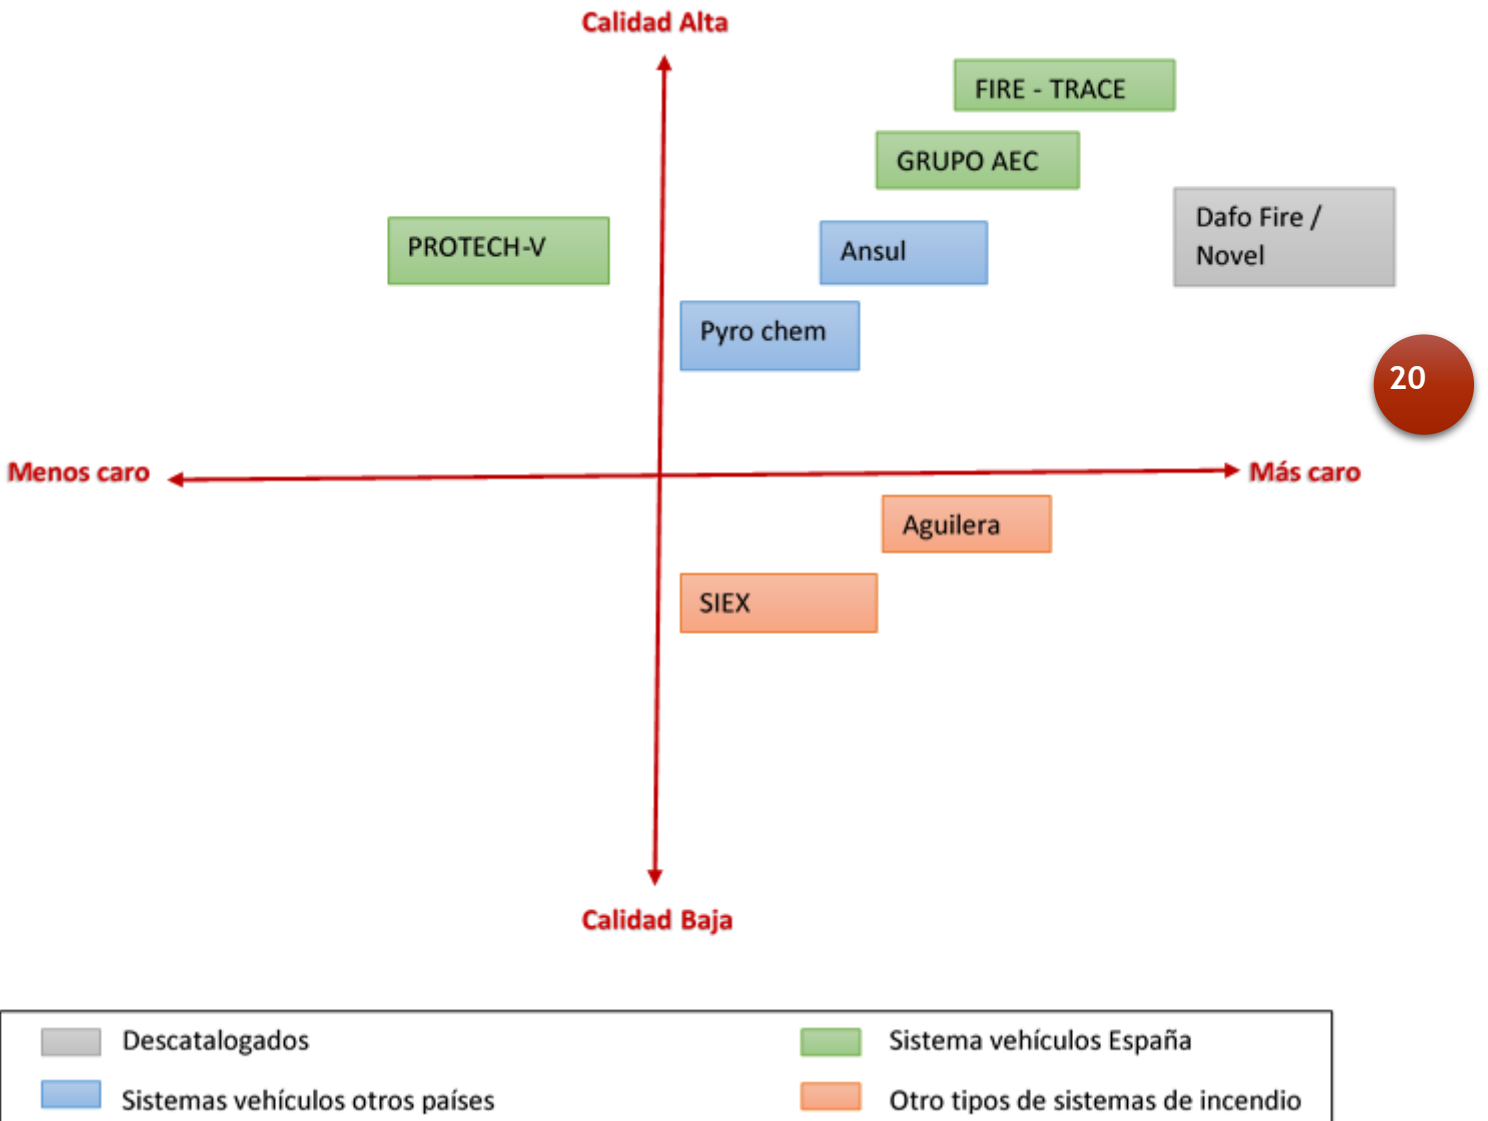 Calidad Alta
FIRE - TRACE
GRUPO AEC
Dafo Fire /
Novel
PROTECH-V
Ansul
Pyro chem
20
Menos caro
Más caro
Aguilera
SIEX
Calidad Baja
Descatalogados
Sistema vehículos España
Sistemas vehículos otros países
Otro tipos de sistemas de incendio